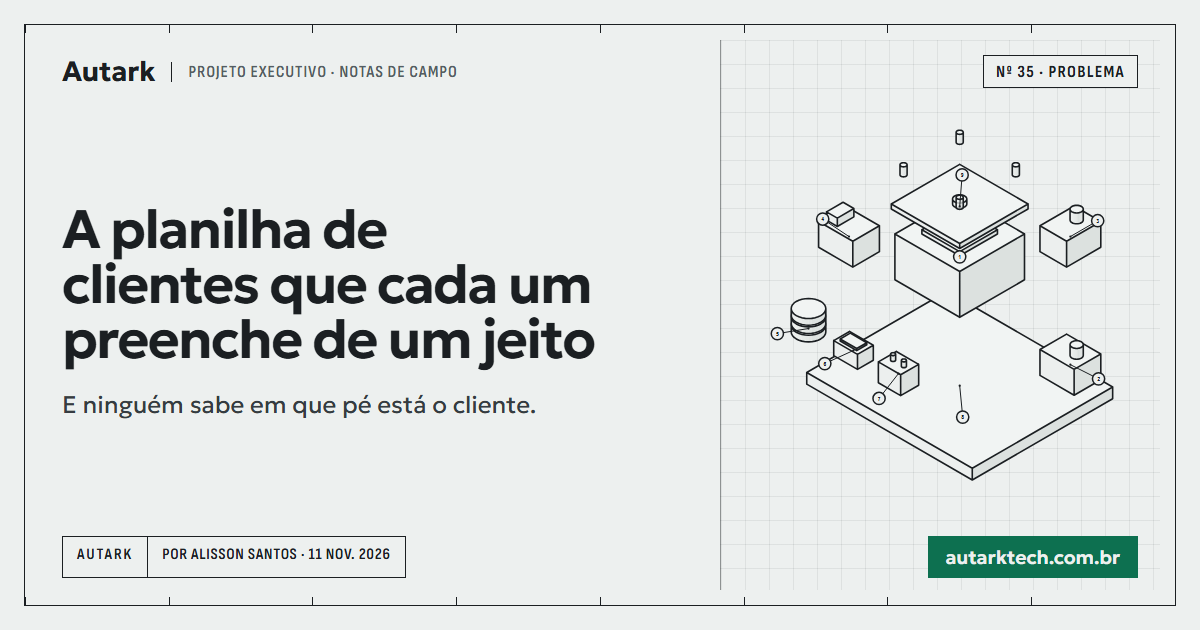 Autark
PROJETO EXECUTIVO · NOTAS DE CAMPO
Nº 35 · PROBLEMA
A planilha de
clientes que cada um
preenche de um jeito
E ninguém sabe em que pé está o cliente.
AUTARK
POR ALISSON SANTOS · 11 NOV. 2026
autarktech.com.br